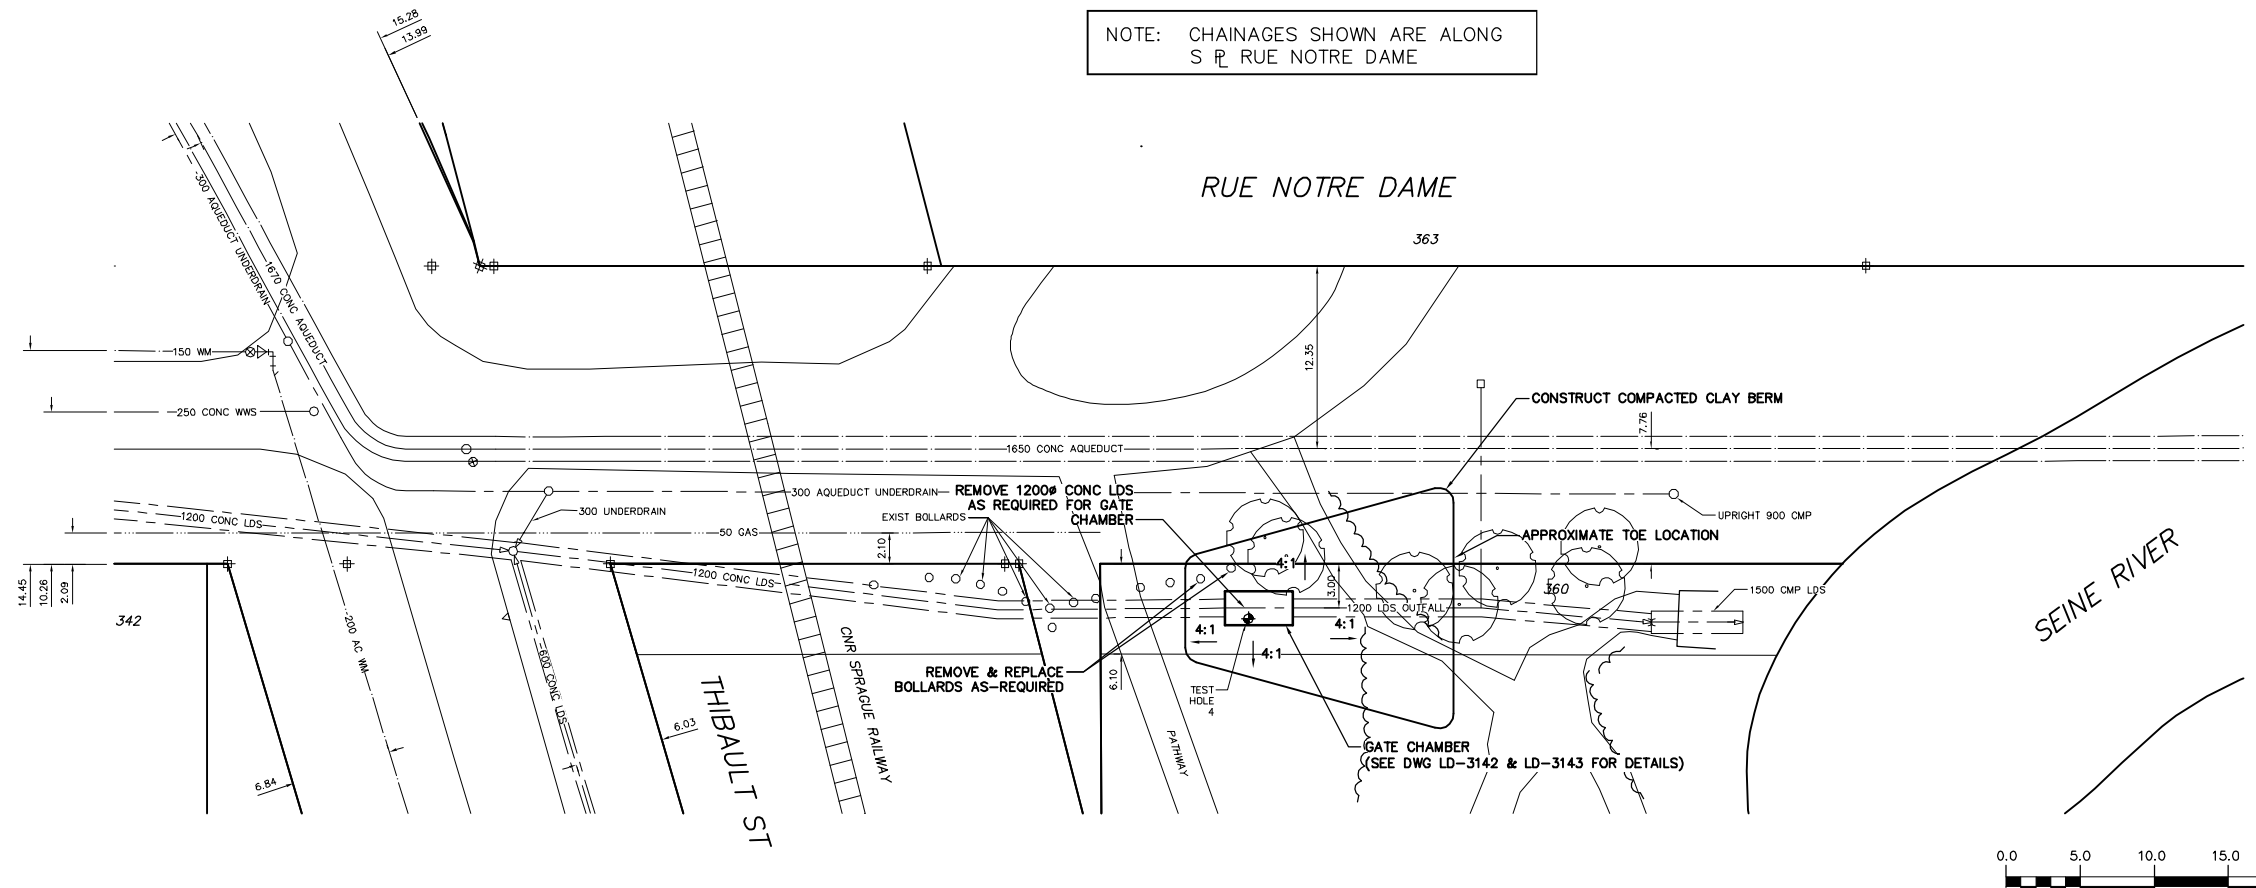 15.28
13.99
NOTE: CHAINAGES SHOWN ARE ALONG
S PL RUE NOTRE DAME
RUE NOTRE DAME
363
300 AQUEDUCT UNDERDRAIN
1670 CONC AQUEDUCT
150 WM
250 CONC WWS
12.35
CONSTRUCT COMPACTED CLAY BERM
7.76
1650 CONC AQUEDUCT
300 AQUEDUCT UNDERDRAIN
REMOVE 1200ø CONC LDS
AS REQUIRED FOR GATE
CHAMBER
EXIST BOLLARDS
300 UNDERDRAIN
1200 CONC LDS
50 GAS
2.10
UPRIGHT 900 CMP
APPROXIMATE TOE LOCATION
4:1
3.00
360
1200 CONC LDS
1200 LDS OUTFALL
1500 CMP LDS
SEINE RIVER
14.45
10.26
2.09
342
200 AC WM
600 CONC LDS
4:1
4:1
4:1
REMOVE & REPLACE
BOLLARDS AS-REQUIRED
6.10
TEST
HOLE
4
THIBAULT ST
CNR SPRAGUE RAILWAY
PATHWAY
6.03
6.84
GATE CHAMBER
(SEE DWG LD-3142 & LD-3143 FOR DETAILS)
0.0 5.0 10.0 15.0